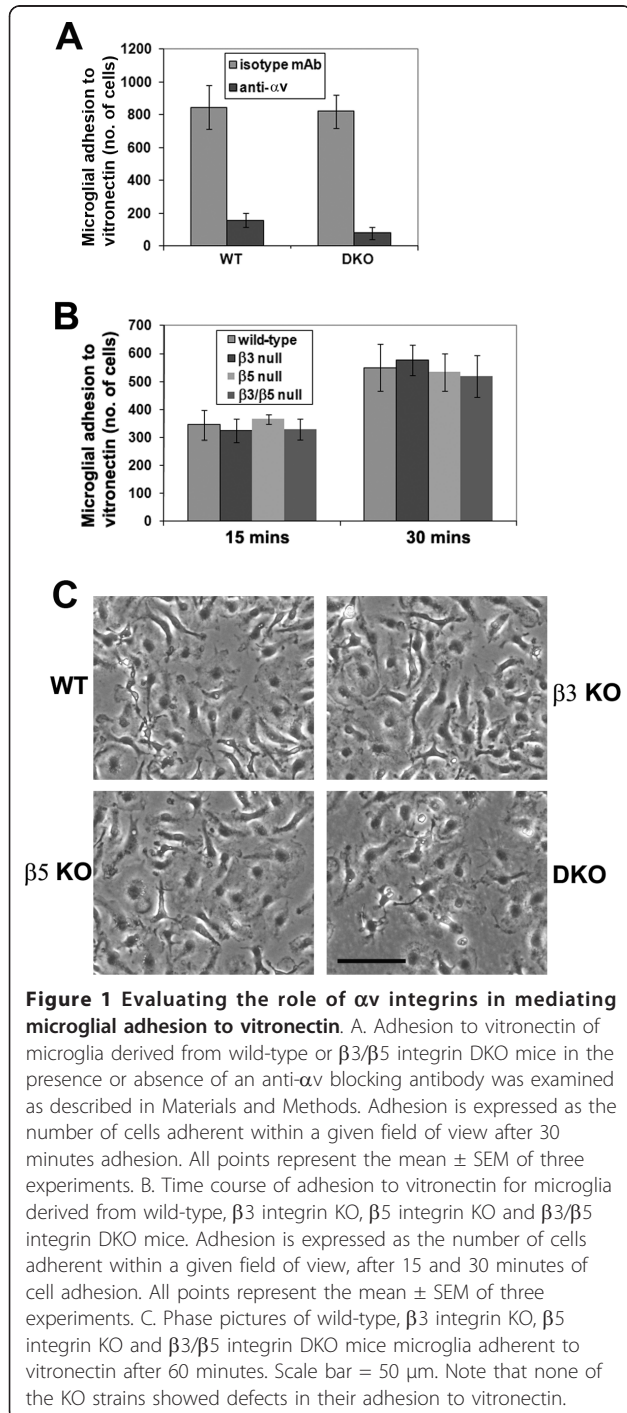 A
Microglial adhesion to
vitronectin (no. of cells)
1200
1000
800
600
400
200
0
isotype mAb
anti-αv
WT
DKO
B
Microglial adhesion to
vitronectin (no. of cells)
700
600
500
400
300
200
100
0
wild-type
β3 null
β5 null
β3/β5 null
15 mins
30 mins
C
WT
β3 KO
β5 KO
DKO
Figure 1 Evaluating the role of αv integrins in mediating
microglial adhesion to vitronectin. A. Adhesion to vitronectin of
microglia derived from wild-type or β3/β5 integrin DKO mice in the
presence or absence of an anti-αv blocking antibody was examined
as described in Materials and Methods. Adhesion is expressed as the
number of cells adherent within a given field of view after 30
minutes adhesion. All points represent the mean ± SEM of three
experiments. B. Time course of adhesion to vitronectin for microglia
derived from wild-type, β3 integrin KO, β5 integrin KO and β3/β5
integrin DKO mice. Adhesion is expressed as the number of cells
adherent within a given field of view, after 15 and 30 minutes of
cell adhesion. All points represent the mean ± SEM of three
experiments. C. Phase pictures of wild-type, β3 integrin KO, β5
integrin KO and β3/β5 integrin DKO mice microglia adherent to
vitronectin after 60 minutes. Scale bar = 50 μm. Note that none of
the KO strains showed defects in their adhesion to vitronectin.